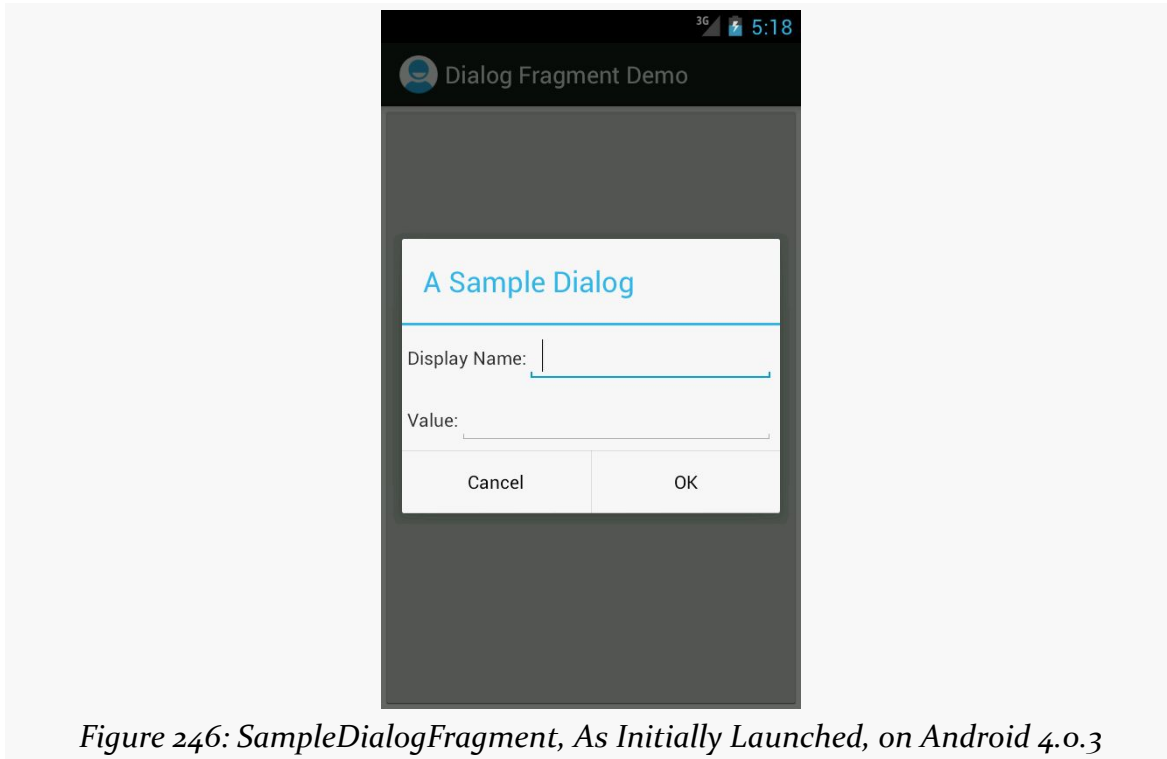 3G 5:18
Dialog Fragment Demo
A Sample Dialog
Display Name:
Value:
Cancel OK
Figure 246: SampleDialogFragment, As Initially Launched, on Android 4.0.3